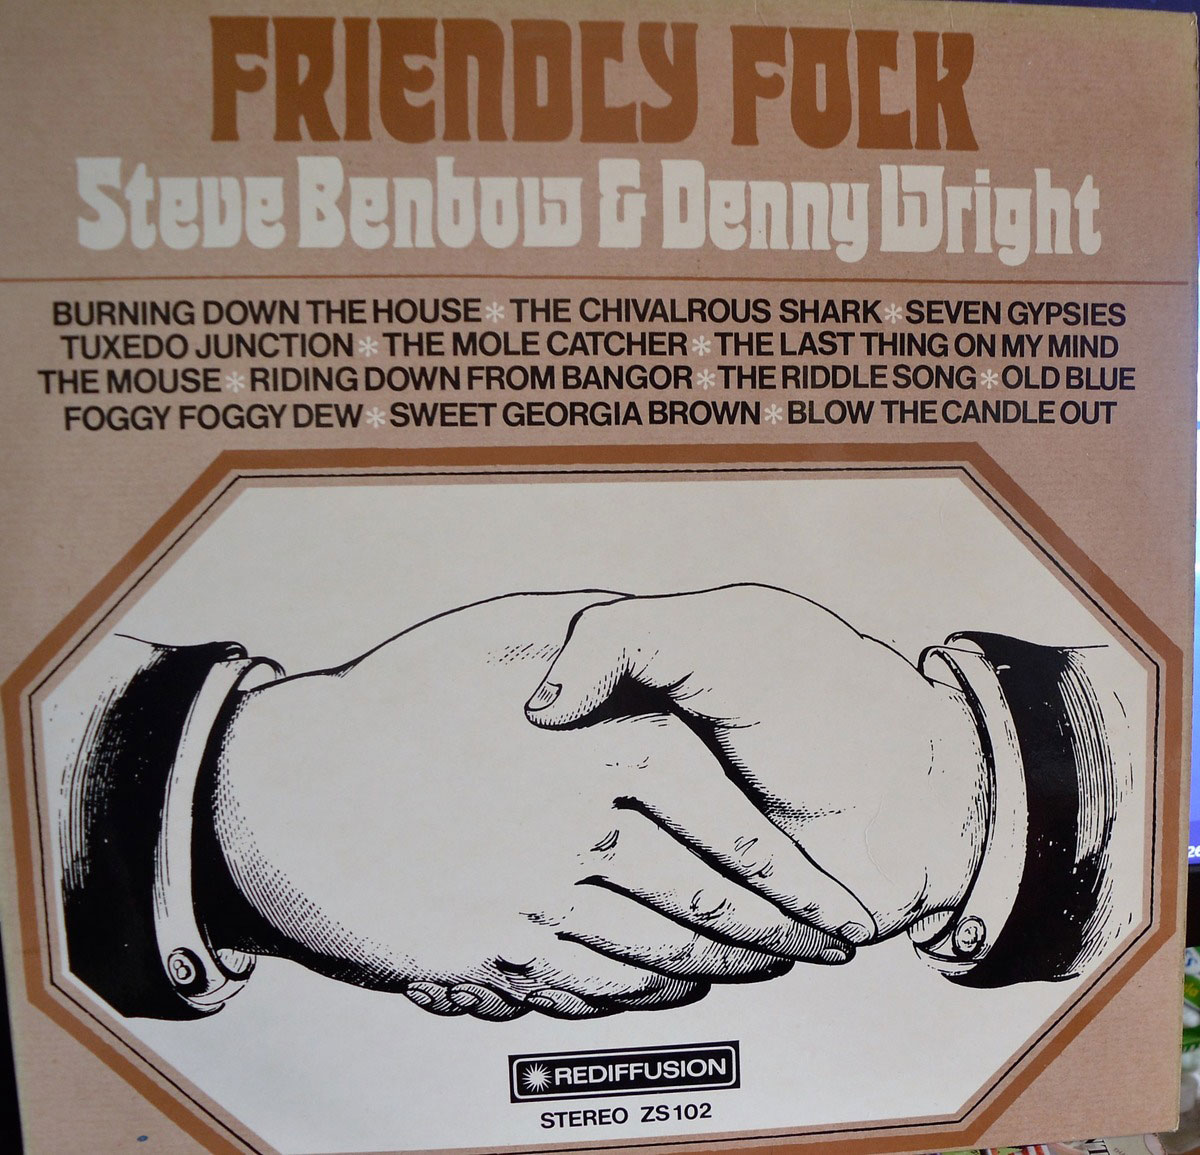 FRIENDLY FOLK
Steve Benbow & Denny Wright
BURNING DOWN THE HOUSE * THE CHIVALROUS SHARK * SEVEN GYPSIES
TUXEDO JUNCTION * THE MOLE CATCHER * THE LAST THING ON MY MIND
THE MOUSE * RIDING DOWN FROM BANGOR * THE RIDDLE SONG * OLD BLUE
FOGGY FOGGY DEW * SWEET GEORGIA BROWN * BLOW THE CANDLE OUT
REDIFFUSION
STEREO ZS 102